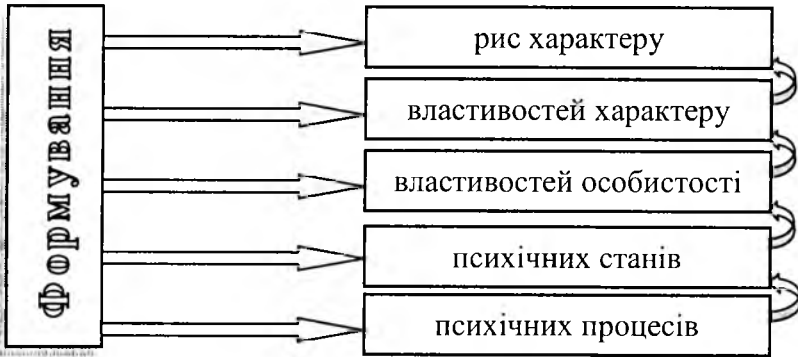 Формування
рис характеру
властивостей характеру
властивостей особистості
психічних станів
психічних процесів